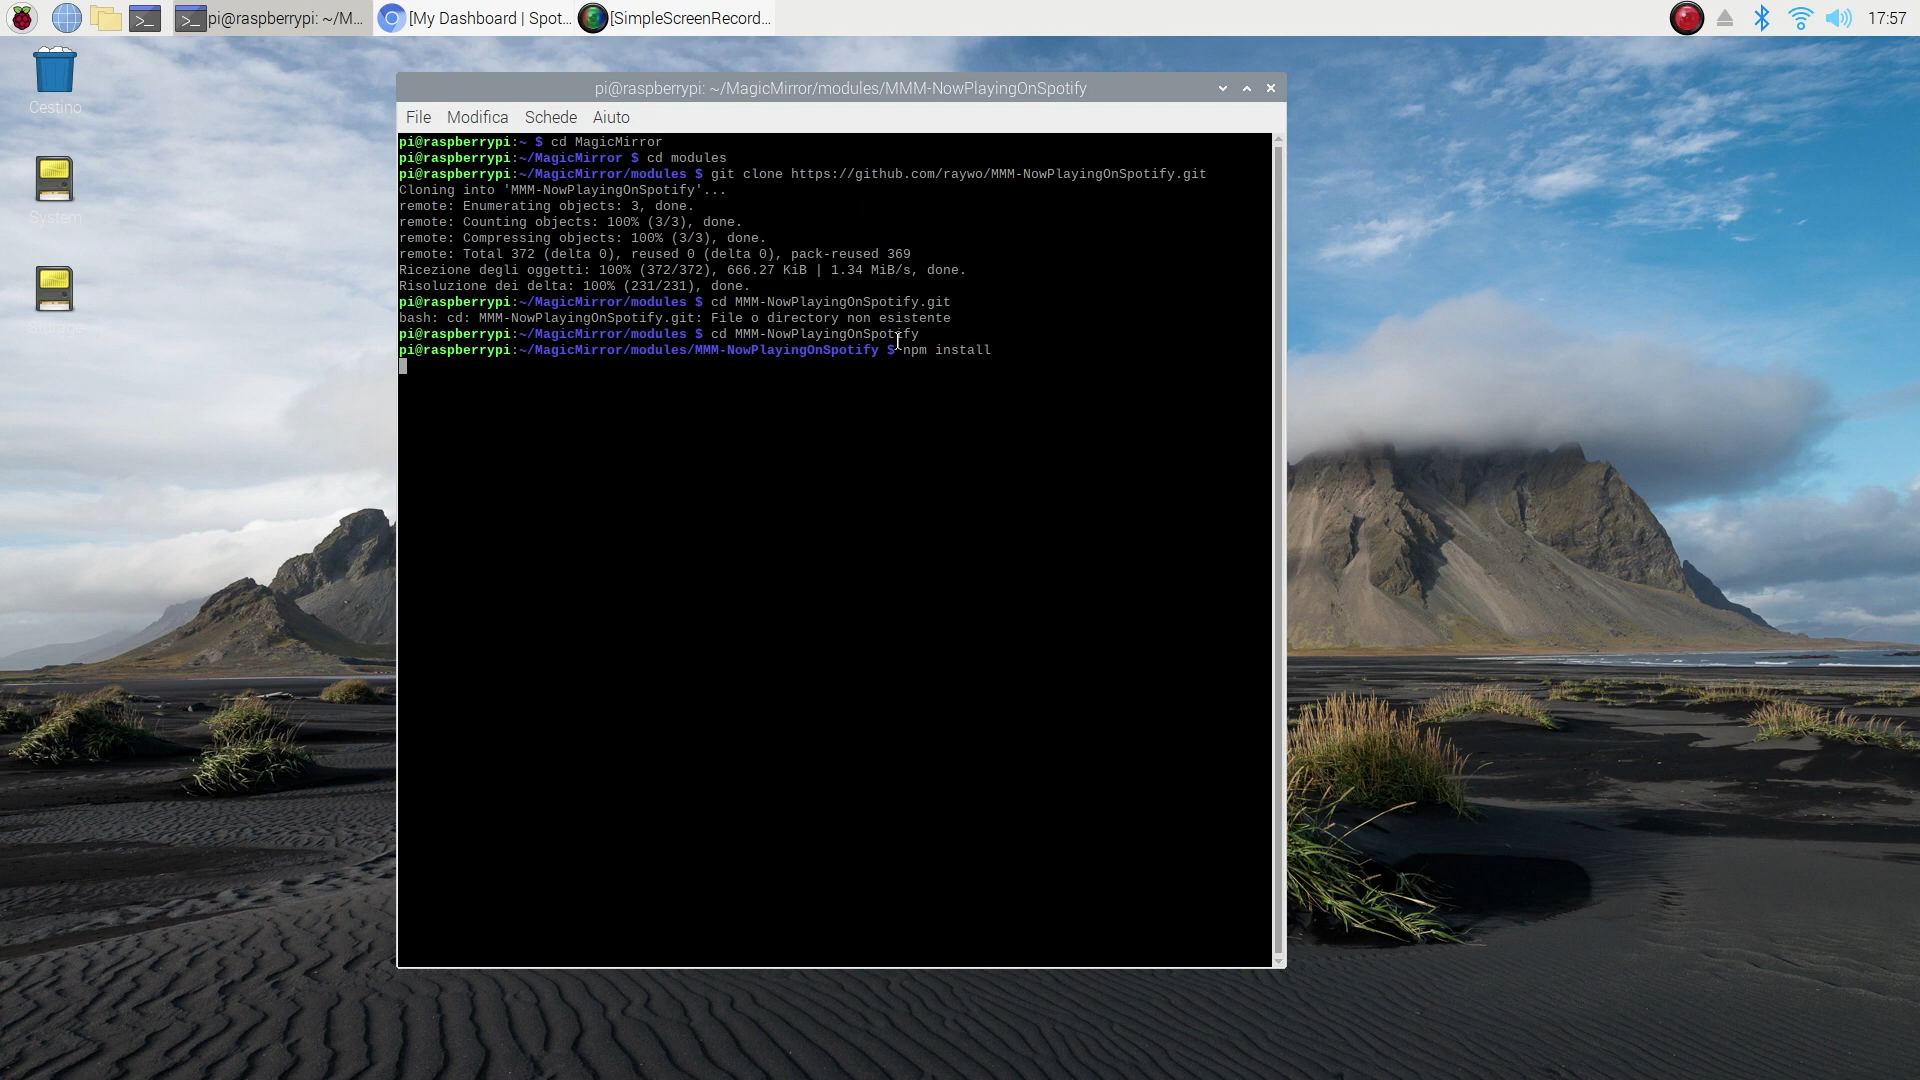 pi@raspberrypi: ~/M...
[My Dashboard | Spot...
[SimpleScreenRecord...
17:57
Cestino
System
Storage
pi@raspberrypi: ~/MagicMirror/modules/MMM-NowPlayingOnSpotify
File Modifica Schede Aiuto
pi@raspberrypi:~ $ cd MagicMirror
pi@raspberrypi:~/MagicMirror $ cd modules
pi@raspberrypi:~/MagicMirror/modules $ git clone https://github.com/raywo/MMM-NowPlayingOnSpotify.git
Cloning into 'MMM-NowPlayingOnSpotify'...
remote: Enumerating objects: 3, done.
remote: Counting objects: 100% (3/3), done.
remote: Compressing objects: 100% (3/3), done.
remote: Total 372 (delta 0), reused 0 (delta 0), pack-reused 369
Ricezione degli oggetti: 100% (372/372), 666.27 KiB | 1.34 MiB/s, done.
Risoluzione dei delta: 100% (231/231), done.
pi@raspberrypi:~/MagicMirror/modules $ cd MMM-NowPlayingOnSpotify.git
bash: cd: MMM-NowPlayingOnSpotify.git: File o directory non esistente
pi@raspberrypi:~/MagicMirror/modules $ cd MMM-NowPlayingOnSpotify
pi@raspberrypi:~/MagicMirror/modules/MMM-NowPlayingOnSpotify $ npm install